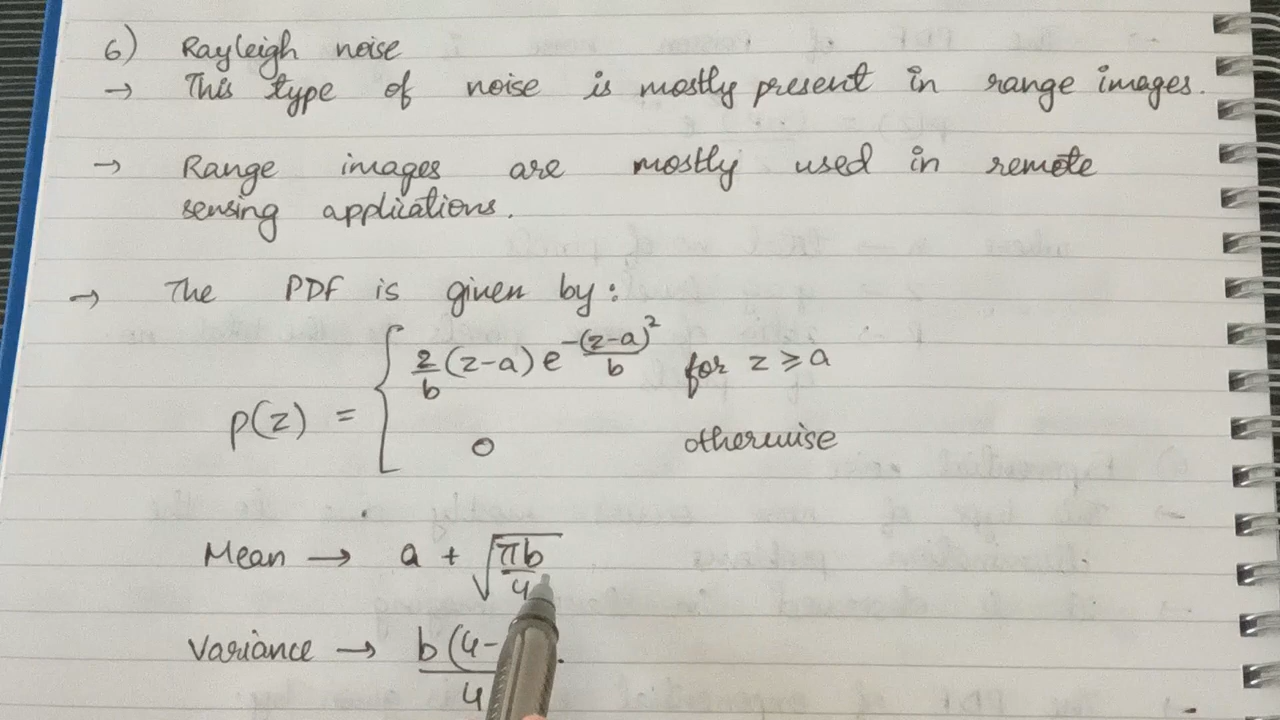 6) Rayleigh noise
→ This type of noise is mostly present in range images.
→ Range images are mostly used in remote
sensing applications.
→ The PDF is given by:
p(z) = { 2/b (z-a) e^{-(z-a)^2/b} for z ≥ a
0 otherwise
Mean → a + √(πb/4)
Variance → b(4-
4